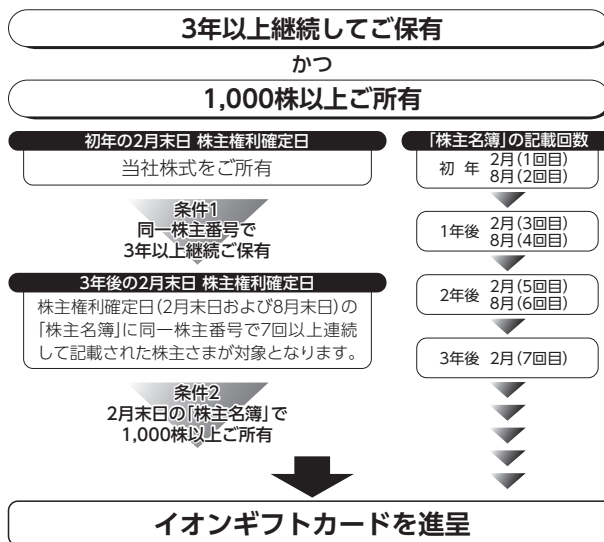 3年以上継続してご保有
かつ
1,000株以上ご所有
初年の2月末日 株主権利確定日
当社株式をご所有
条件1
同一株主番号で
3年以上継続ご保有
3年後の2月末日 株主権利確定日
株主権利確定日(2月末日および8月末日)の
「株主名簿」に同一株主番号で7回以上連続
して記載された株主さまが対象となります。
条件2
2月末日の「株主名簿」で
1,000株以上ご所有
「株主名簿」の記載回数
初 年 2月(1回目)
8月(2回目)
1年後 2月(3回目)
8月(4回目)
2年後 2月(5回目)
8月(6回目)
3年後 2月(7回目)
イオンギフトカードを進呈